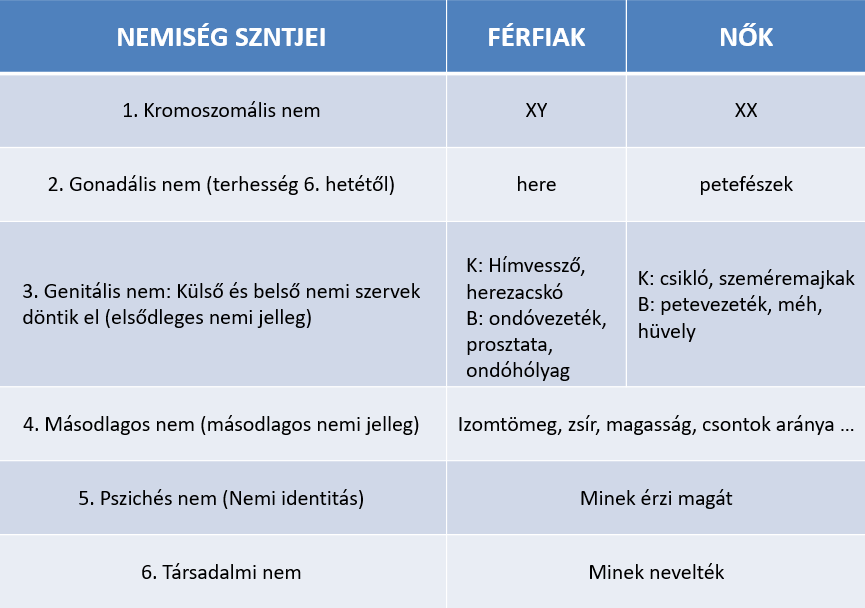 NEMISÉG SZNTJEI
FÉRFIAK
NŐK
1. Kromoszomális nem
XY
XX
2. Gonadális nem (terhesség 6. hetétől)
here
petefészek
3. Genitális nem: Külső és belső nemi szervek
döntik el (elsődleges nemi jelleg)
K: Hímvessző,
herezacskó
B: ondóvezeték,
prosztata,
ondóhólyag
K: csikló, szeméremajkak
B: petevezeték, méh,
hüvely
4. Másodlagos nem (másodlagos nemi jelleg)
Izomtömeg, zsír, magasság, csontok aránya ...
5. Pszichés nem (Nemi identitás)
Minek érzi magát
6. Társadalmi nem
Minek nevelték